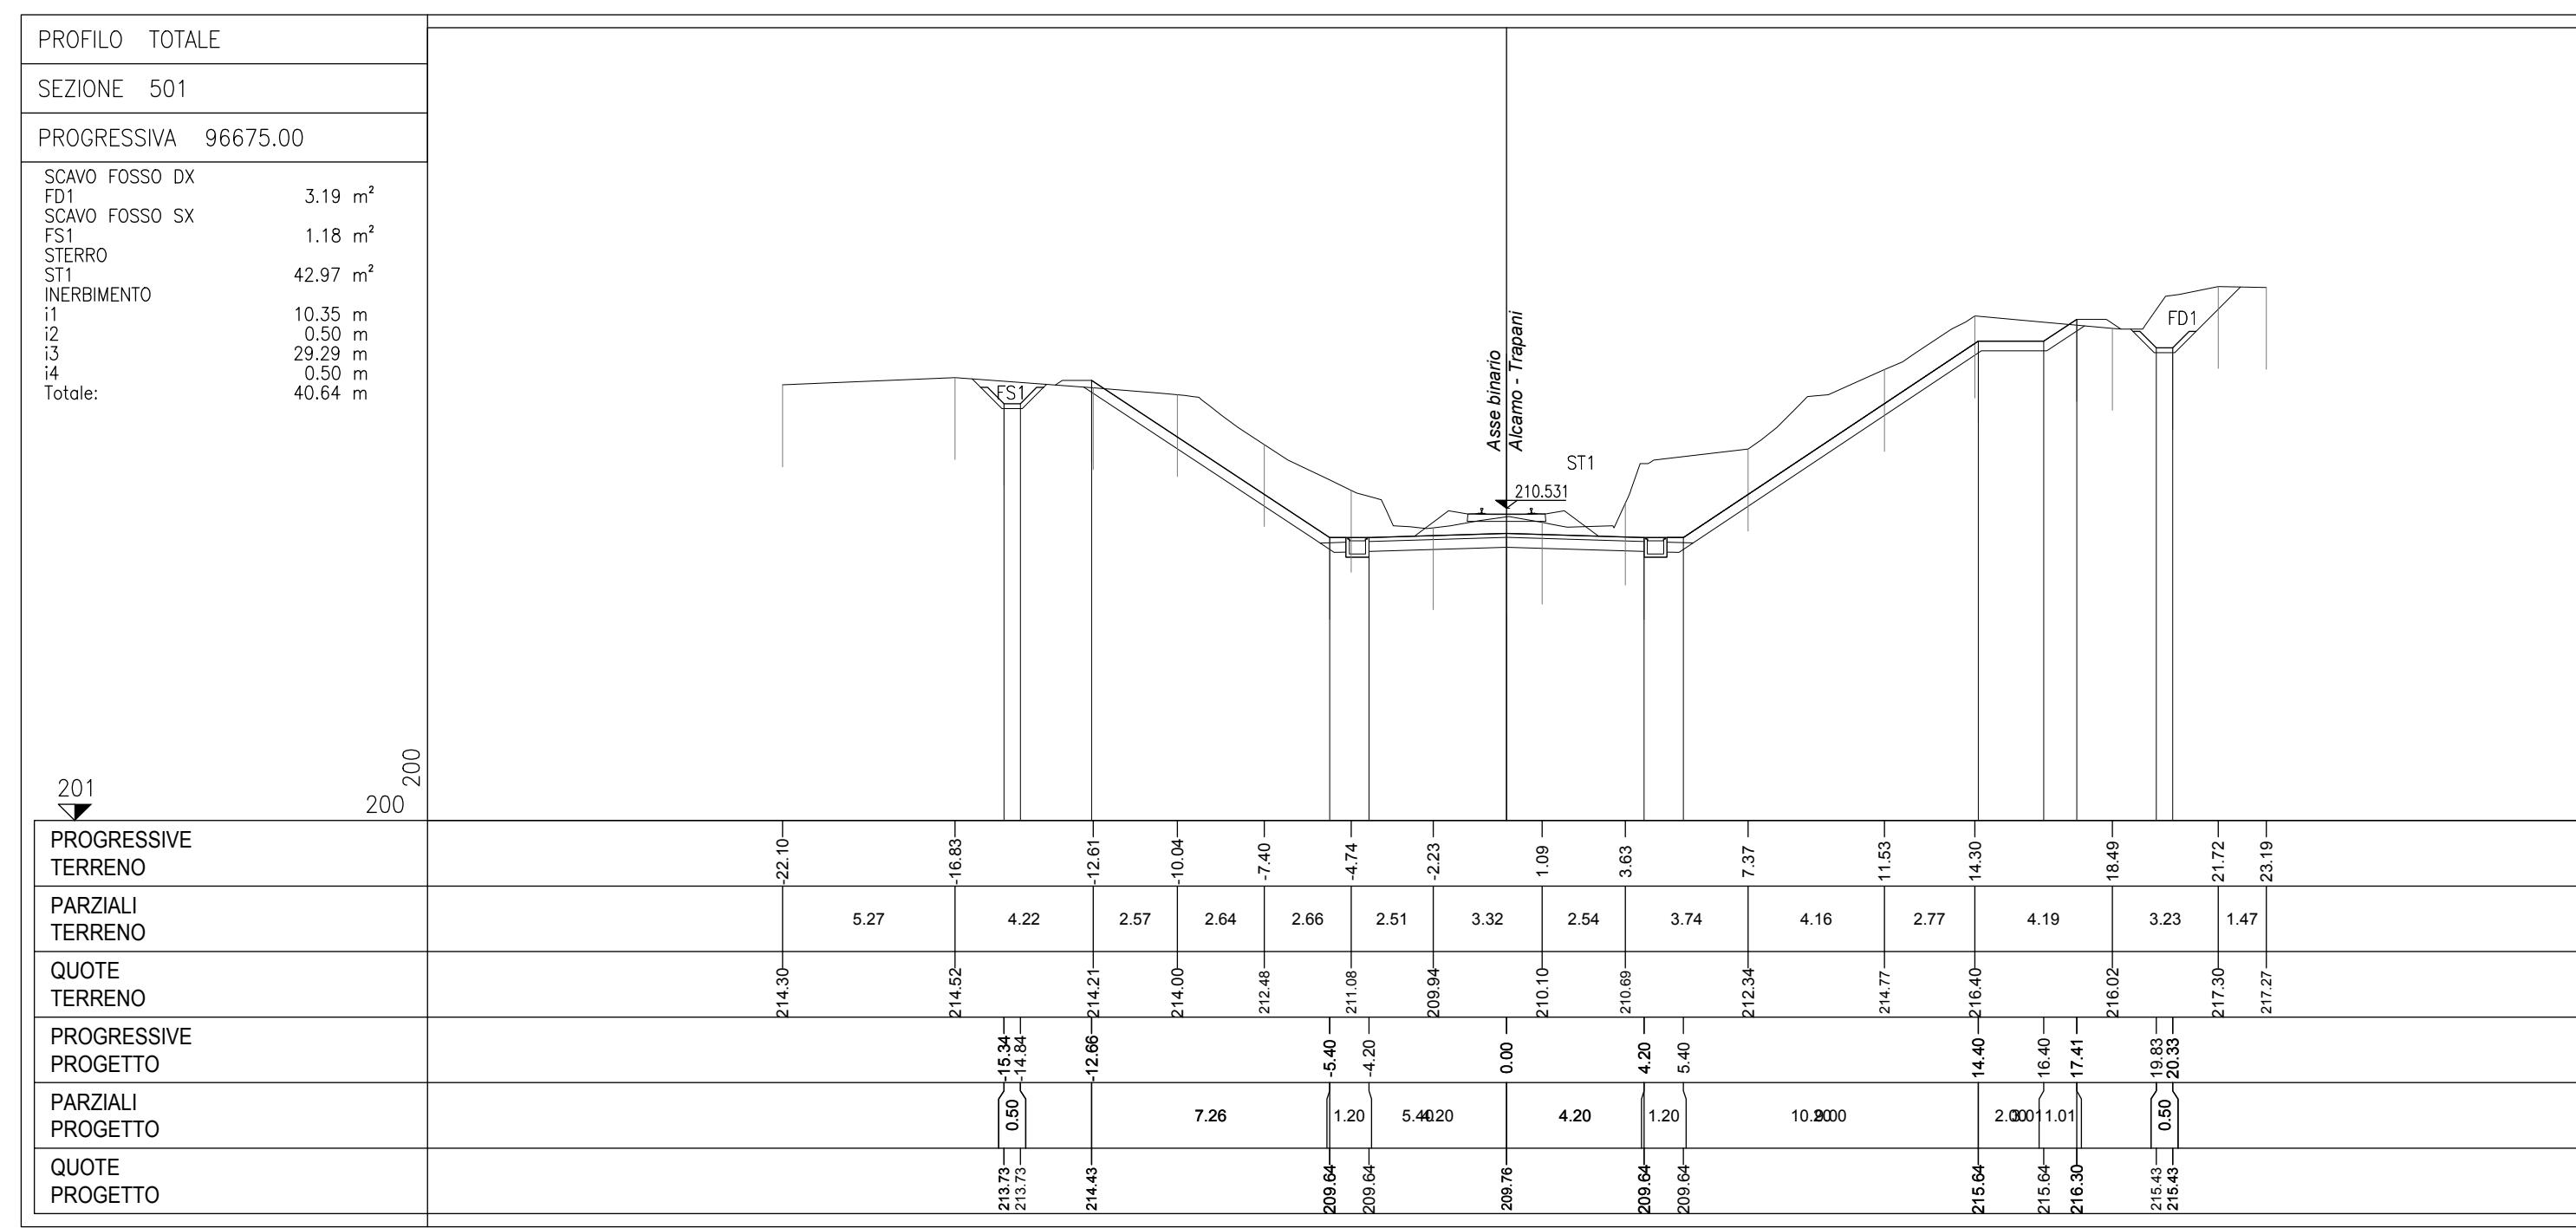 PROFILO TOTALE
SEZIONE 501
PROGRESSIVA 96675.00
SCAVO FOSSO DX
FD1 3.19 m²
SCAVO FOSSO SX
FS1 1.18 m²
STERRO
ST1 42.97 m²
INERBIMENTO
i1 10.35 m
i2 0.50 m
i3 29.29 m
i4 0.50 m
Totale: 40.64 m
201
200
200
FS1
Asse binario
Alcamo - Trapani
210.531
ST1
FD1
PROGRESSIVE
TERRENO
-22.10 -16.83 -12.61 -10.04 -7.40 -4.74 -2.23 1.09 3.63 7.37 11.53 14.30 18.49 21.72 23.19
PARZIALI
TERRENO
5.27 4.22 2.57 2.64 2.66 2.51 3.32 2.54 3.74 4.16 2.77 4.19 3.23 1.47
QUOTE
TERRENO
214.30 214.52 214.21 214.00 212.48 211.08 209.94 210.10 210.69 212.34 214.77 216.40 216.02 217.30 217.27
PROGRESSIVE
PROGETTO
-15.34 -14.84 -12.66 -5.40 -4.20 0.00 4.20 5.40 14.40 16.40 17.41 19.83 20.33
PARZIALI
PROGETTO
0.50 7.26 1.20 5.40 4.20 4.20 1.20 2.00 1.01 0.50
QUOTE
PROGETTO
213.73 213.73 214.43 209.64 209.64 209.76 209.64 209.64 215.64 215.64 216.30 215.43 215.43